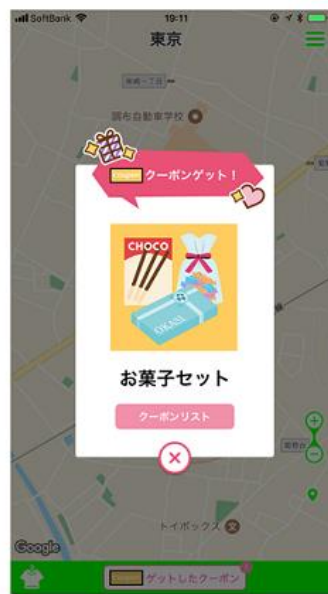 SoftBank 19:11
東京
調布自動車学校
Coupon クーポンゲット!
CHOCO
OKASI
お菓子セット
クーポンリスト
トイボックス 文
Google
Coupon ゲットしたクーポン